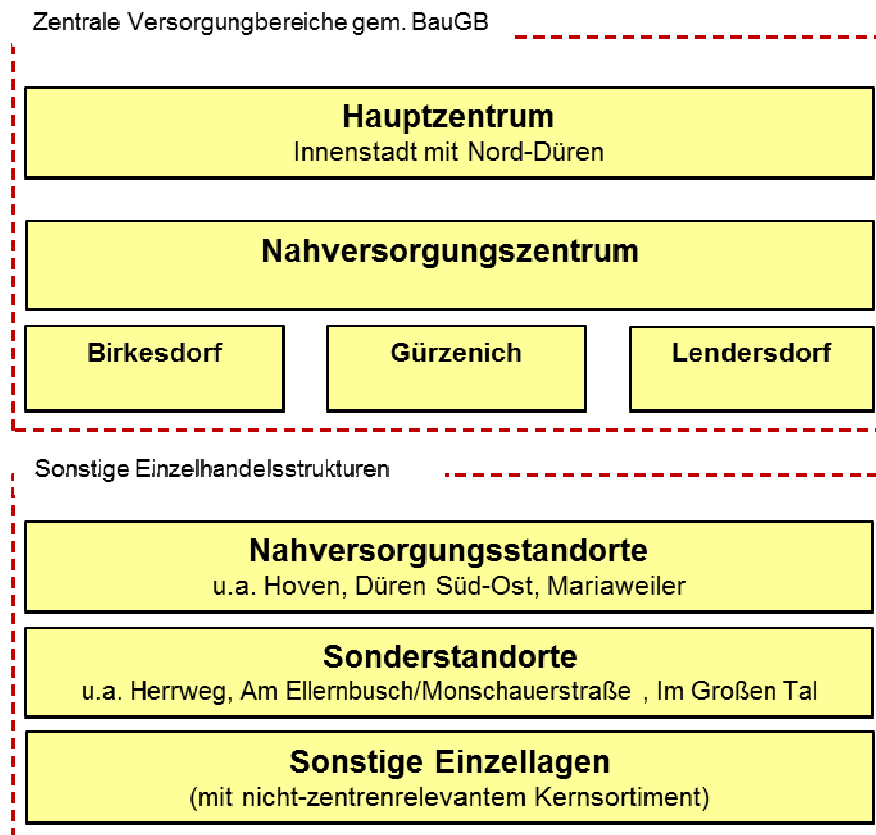 Zentrale Versorgungbereiche gem. BauGB
Hauptzentrum
Innenstadt mit Nord-Düren
Nahversorgungszentrum
Birkesdorf
Gürzenich
Lendersdorf
Sonstige Einzelhandelsstrukturen
Nahversorgungsstandorte
u.a. Hoven, Düren Süd-Ost, Mariaweiler
Sonderstandorte
u.a. Herrweg, Am Ellernbusch/Monschauerstraße , Im Großen Tal
Sonstige Einzellagen
(mit nicht-zentrenrelevantem Kernsortiment)